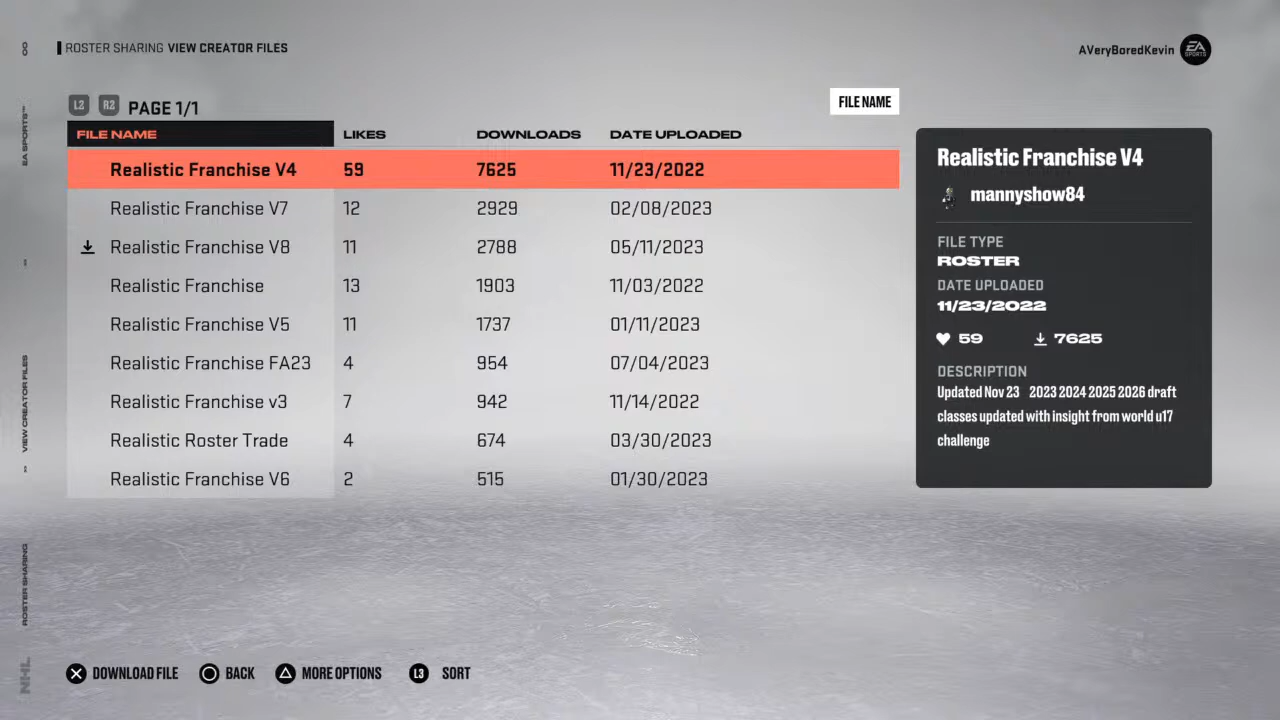 ROSTER SHARING VIEW CREATOR FILES
AVeryBoredKevin
EA SPORTS
L2 R2 PAGE 1/1
FILE NAME
FILE NAME LIKES DOWNLOADS DATE UPLOADED
Realistic Franchise V4 59 7625 11/23/2022
Realistic Franchise V7 12 2929 02/08/2023
Realistic Franchise V8 11 2788 05/11/2023
Realistic Franchise 13 1903 11/03/2022
Realistic Franchise V5 11 1737 01/11/2023
Realistic Franchise FA23 4 954 07/04/2023
Realistic Franchise v3 7 942 11/14/2022
Realistic Roster Trade 4 674 03/30/2023
Realistic Franchise V6 2 515 01/30/2023
Realistic Franchise V4
mannyshow84
FILE TYPE
ROSTER
DATE UPLOADED
11/23/2022
59 7625
DESCRIPTION
Updated Nov 23 2023 2024 2025 2026 draft
classes updated with insight from world u17
challenge
DOWNLOAD FILE BACK MORE OPTIONS L3 SORT
NHL
ROSTER SHARING
»
VIEW CREATOR FILES
EA SPORTS™